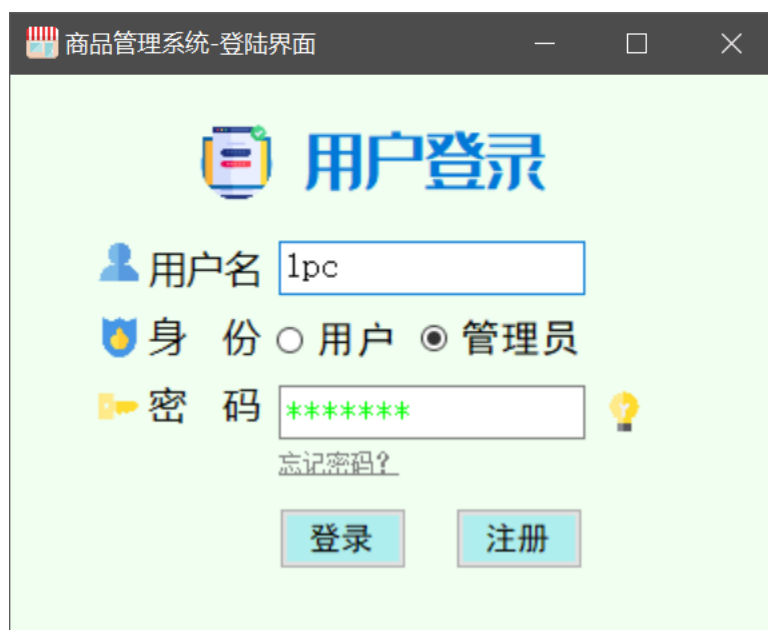 商品管理系统-登陆界面
用户登录
用户名 lpc
身 份 用户 管理员
密 码 *******
忘记密码?
登录 注册